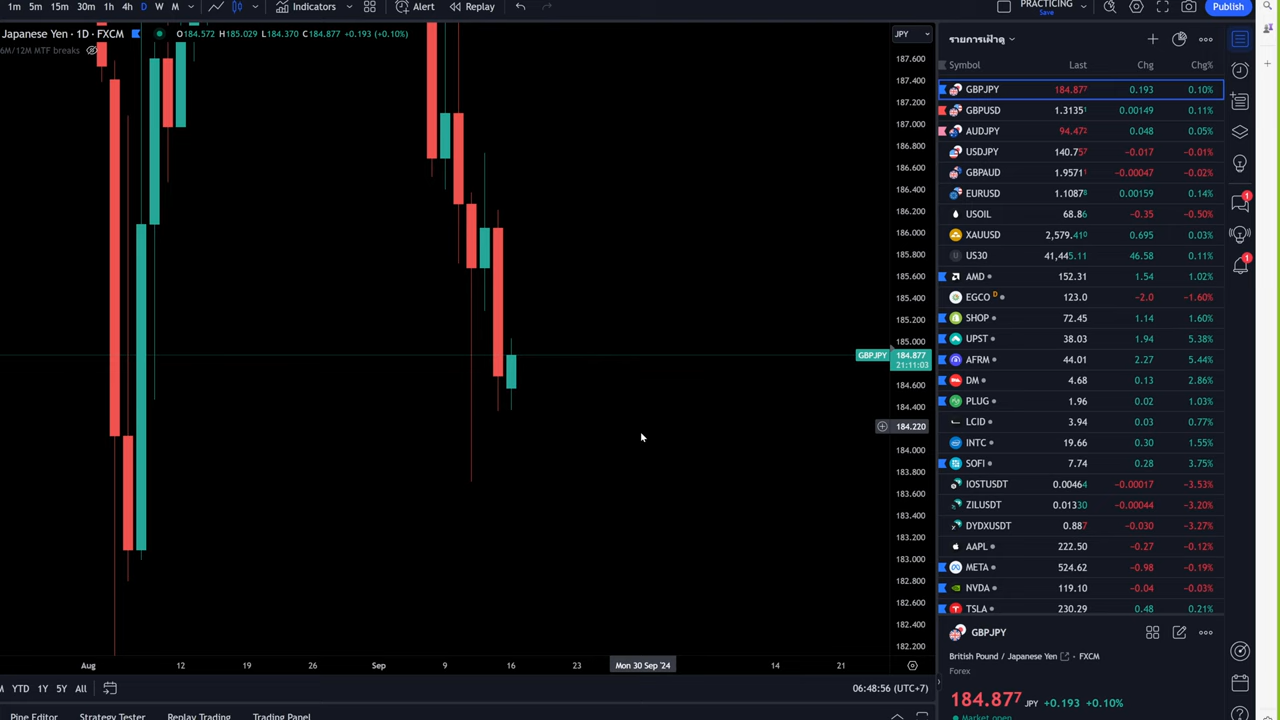 1m 5m 15m 30m 1h 4h D W M Indicators Alert Replay PRACTICING Save Publish
Japanese Yen · 1D · FXCM O184.572 H185.029 L184.370 C184.877 +0.193 (+0.10%)
6M/12M MTF breaks
JPY
187.600
187.400
187.200
187.000
186.800
186.600
186.400
186.200
186.000
185.800
185.600
185.400
185.200
185.000
GBPJPY 184.877
21:11:03
184.600
184.400
184.220
184.000
183.800
183.600
183.400
183.200
183.000
182.800
182.600
182.400
182.200
Aug 12 19 26 Sep 9 16 23 Mon 30 Sep '24 14 21
M YTD 1Y 5Y All 06:48:56 (UTC+7)
Pine Editor Strategy Tester Replay Trading Trading Panel
รายการเฝ้าดู
Symbol Last Chg Chg%
GBPJPY 184.877 0.193 0.10%
GBPUSD 1.31351 0.00149 0.11%
AUDJPY 94.472 0.048 0.05%
USDJPY 140.757 -0.017 -0.01%
GBPAUD 1.95711 -0.00047 -0.02%
EURUSD 1.10878 0.00159 0.14%
USOIL 68.86 -0.35 -0.50%
XAUUSD 2,579.410 0.695 0.03%
US30 41,445.11 46.58 0.11%
AMD 152.31 1.54 1.02%
EGCO D 123.0 -2.0 -1.60%
SHOP 72.45 1.14 1.60%
UPST 38.03 1.94 5.38%
AFRM 44.01 2.27 5.44%
DM 4.68 0.13 2.86%
PLUG 1.96 0.02 1.03%
LCID 3.94 0.03 0.77%
INTC 19.66 0.30 1.55%
SOFI 7.74 0.28 3.75%
IOSTUSDT 0.00464 -0.00017 -3.53%
ZILUSDT 0.01330 -0.00044 -3.20%
DYDXUSDT 0.887 -0.030 -3.27%
AAPL 222.50 -0.27 -0.12%
META 524.62 -0.98 -0.19%
NVDA 119.10 -0.04 -0.03%
TSLA 230.29 0.48 0.21%
GBPJPY
British Pound / Japanese Yen · FXCM
Forex
184.877 JPY +0.193 +0.10%
Market open
1
1